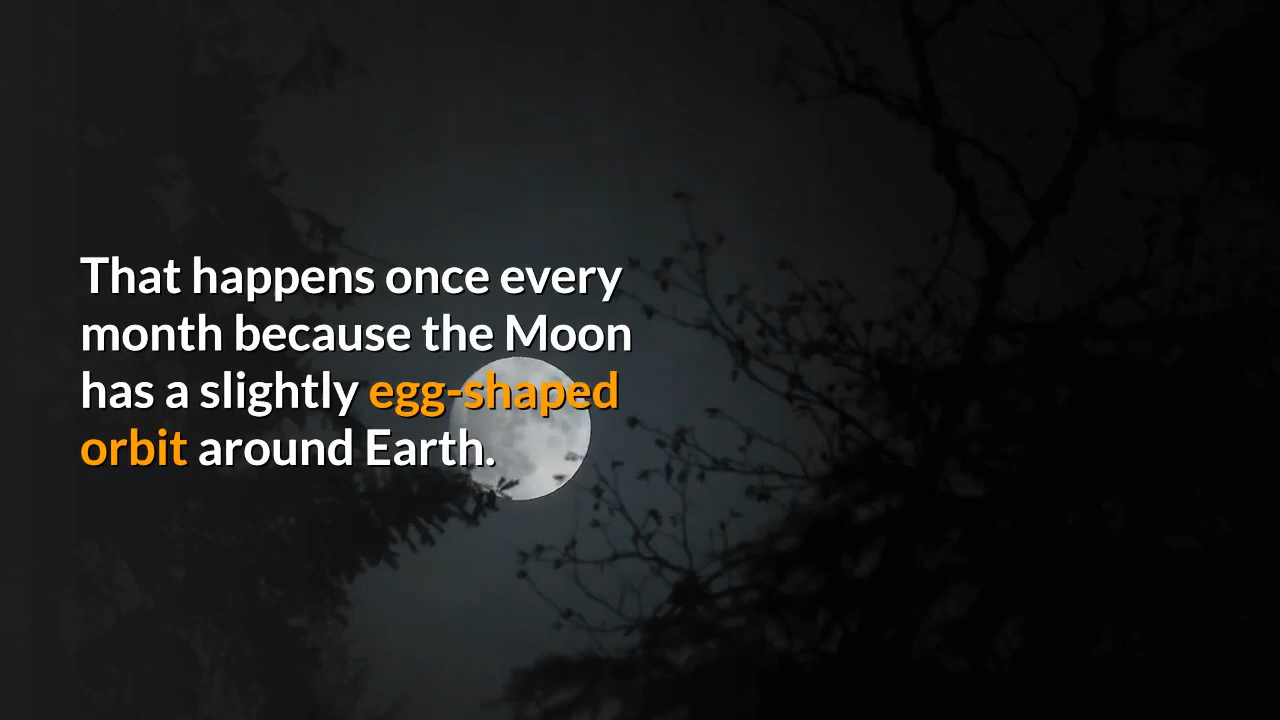 That happens once every
month because the Moon
has a slightly egg-shaped
orbit around Earth.